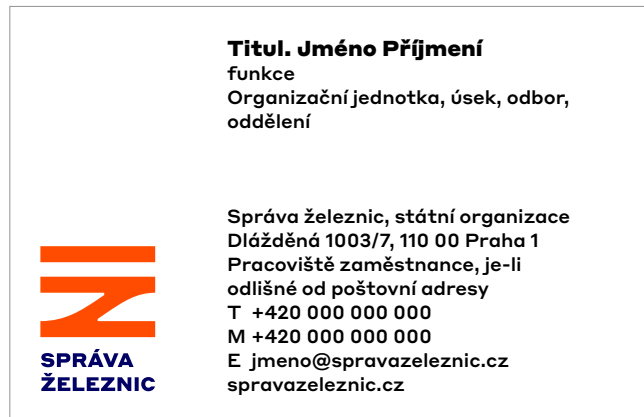 Titul. Jméno Příjmení
funkce
Organizační jednotka, úsek, odbor,
oddělení
Správa železnic, státní organizace
Dlážděná 1003/7, 110 00 Praha 1
Pracoviště zaměstnance, je-li
odlišné od poštovní adresy
T +420 000 000 000
M +420 000 000 000
E jmeno@spravazeleznic.cz
spravazeleznic.cz
SPRÁVA
ŽELEZNIC